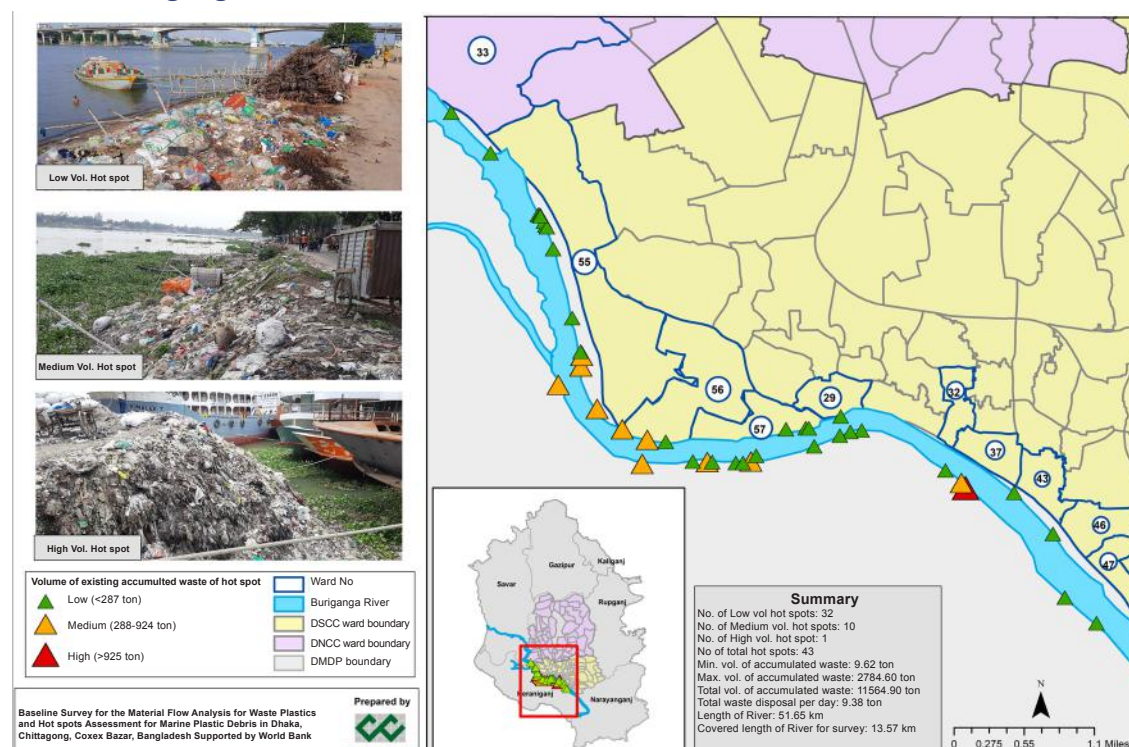 Low Vol. Hot spot
Medium Vol. Hot spot
High Vol. Hot spot
Volume of existing accumulted waste of hot spot
Low (<287 ton)
Medium (288-924 ton)
High (>925 ton)
Ward No
Buriganga River
DSCC ward boundary
DNCC ward boundary
DMDP boundary
Baseline Survey for the Material Flow Analysis for Waste Plastics
and Hot spots Assessment for Marine Plastic Debris in Dhaka,
Chittagong, Coxex Bazar, Bangladesh Supported by World Bank
Prepared by
33
55
56
57
29
32
37
43
46
47
Gazipur
Kaliganj
Savar
Rupganj
Keraniganj
Narayanganj
Summary
No. of Low vol hot spots: 32
No. of Medium vol. hot spots: 10
No. of High vol. hot spot: 1
No of total hot spots: 43
Min. vol. of accumulated waste: 9.62 ton
Max. vol. of accumulated waste: 2784.60 ton
Total vol. of accumulated waste: 11564.90 ton
Total waste disposal per day: 9.38 ton
Length of River: 51.65 km
Covered length of River for survey: 13.57 km
N
0 0.275 0.55 1.1 Miles